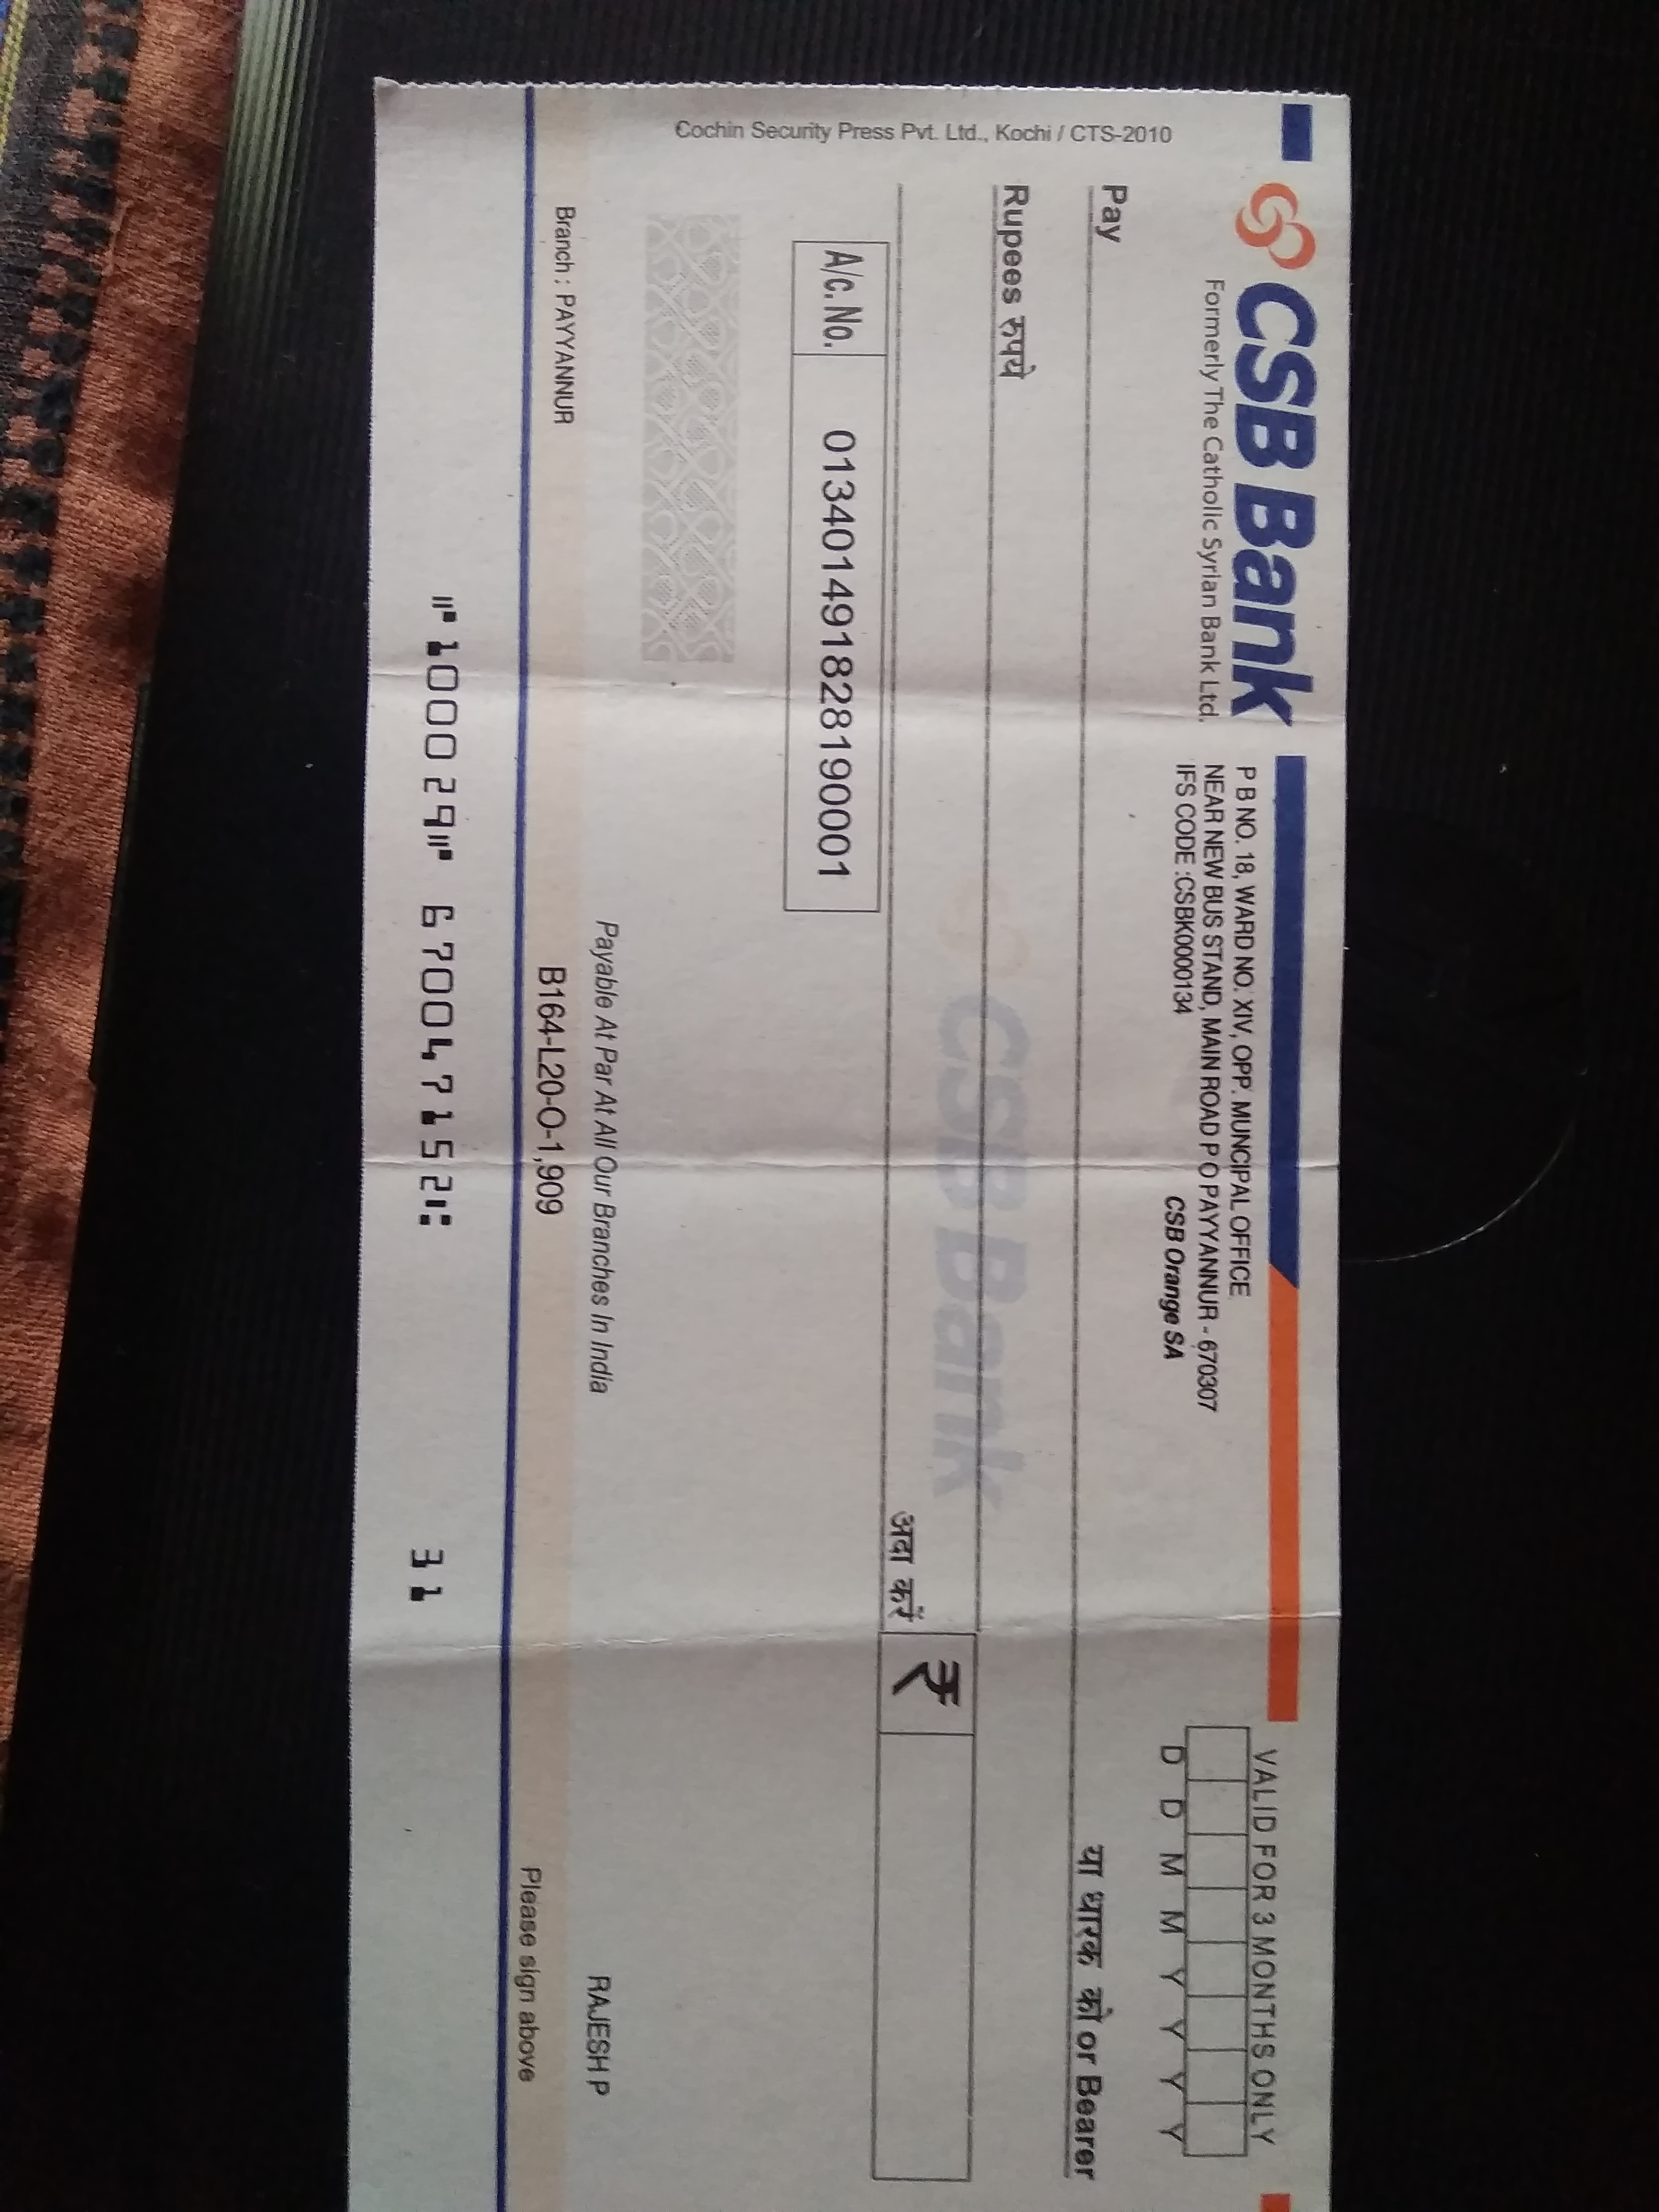 CSB Bank
Formerly The Catholic Syrian Bank Ltd.
P B NO. 18, WARD NO. XIV, OPP. MUNCIPAL OFFICE
NEAR NEW BUS STAND, MAIN ROAD P O PAYYANNUR - 670307
IFS CODE :CSBK0000134
CSB Orange SA
VALID FOR 3 MONTHS ONLY
D D M M Y Y Y Y
Pay
या धारक को or Bearer
Rupees रुपये
CSB Bank
अदा करें
₹
A/c. No. 013401491828190001
Cochin Security Press Pvt. Ltd., Kochi / CTS-2010
Payable At Par At All Our Branches In India
RAJESH P
Branch : PAYYANNUR
B164-L20-O-1,909
Please sign above
⑈100029⑈ 670047152⑆ 31